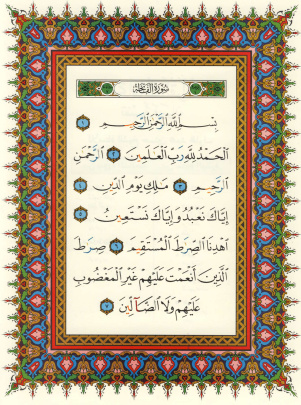 سُورَةُ الفَاتِحَةِ
بِسْمِ ٱللَّهِ ٱلرَّحْمَٰنِ ٱلرَّحِيمِ ١
ٱلْحَمْدُ لِلَّهِ رَبِّ ٱلْعَٰلَمِينَ ٢ ٱلرَّحْمَٰنِ
ٱلرَّحِيمِ ٣ مَٰلِكِ يَوْمِ ٱلدِّينِ ٤
إِيَّاكَ نَعْبُدُ وَإِيَّاكَ نَسْتَعِينُ ٥
ٱهْدِنَا ٱلصِّرَٰطَ ٱلْمُسْتَقِيمَ ٦ صِرَٰطَ
ٱلَّذِينَ أَنْعَمْتَ عَلَيْهِمْ غَيْرِ ٱلْمَغْضُوبِ
عَلَيْهِمْ وَلَا ٱلضَّآلِّينَ ٧